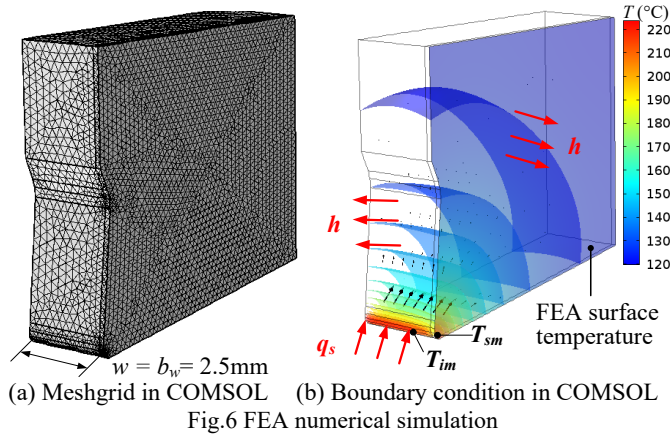 T (°C)
220
210
200
190
180
170
160
150
140
130
120
h
h
FEA surface
temperature
T_sm
q_s
T_im
w = b_w= 2.5mm
(a) Meshgrid in COMSOL
(b) Boundary condition in COMSOL
Fig.6 FEA numerical simulation